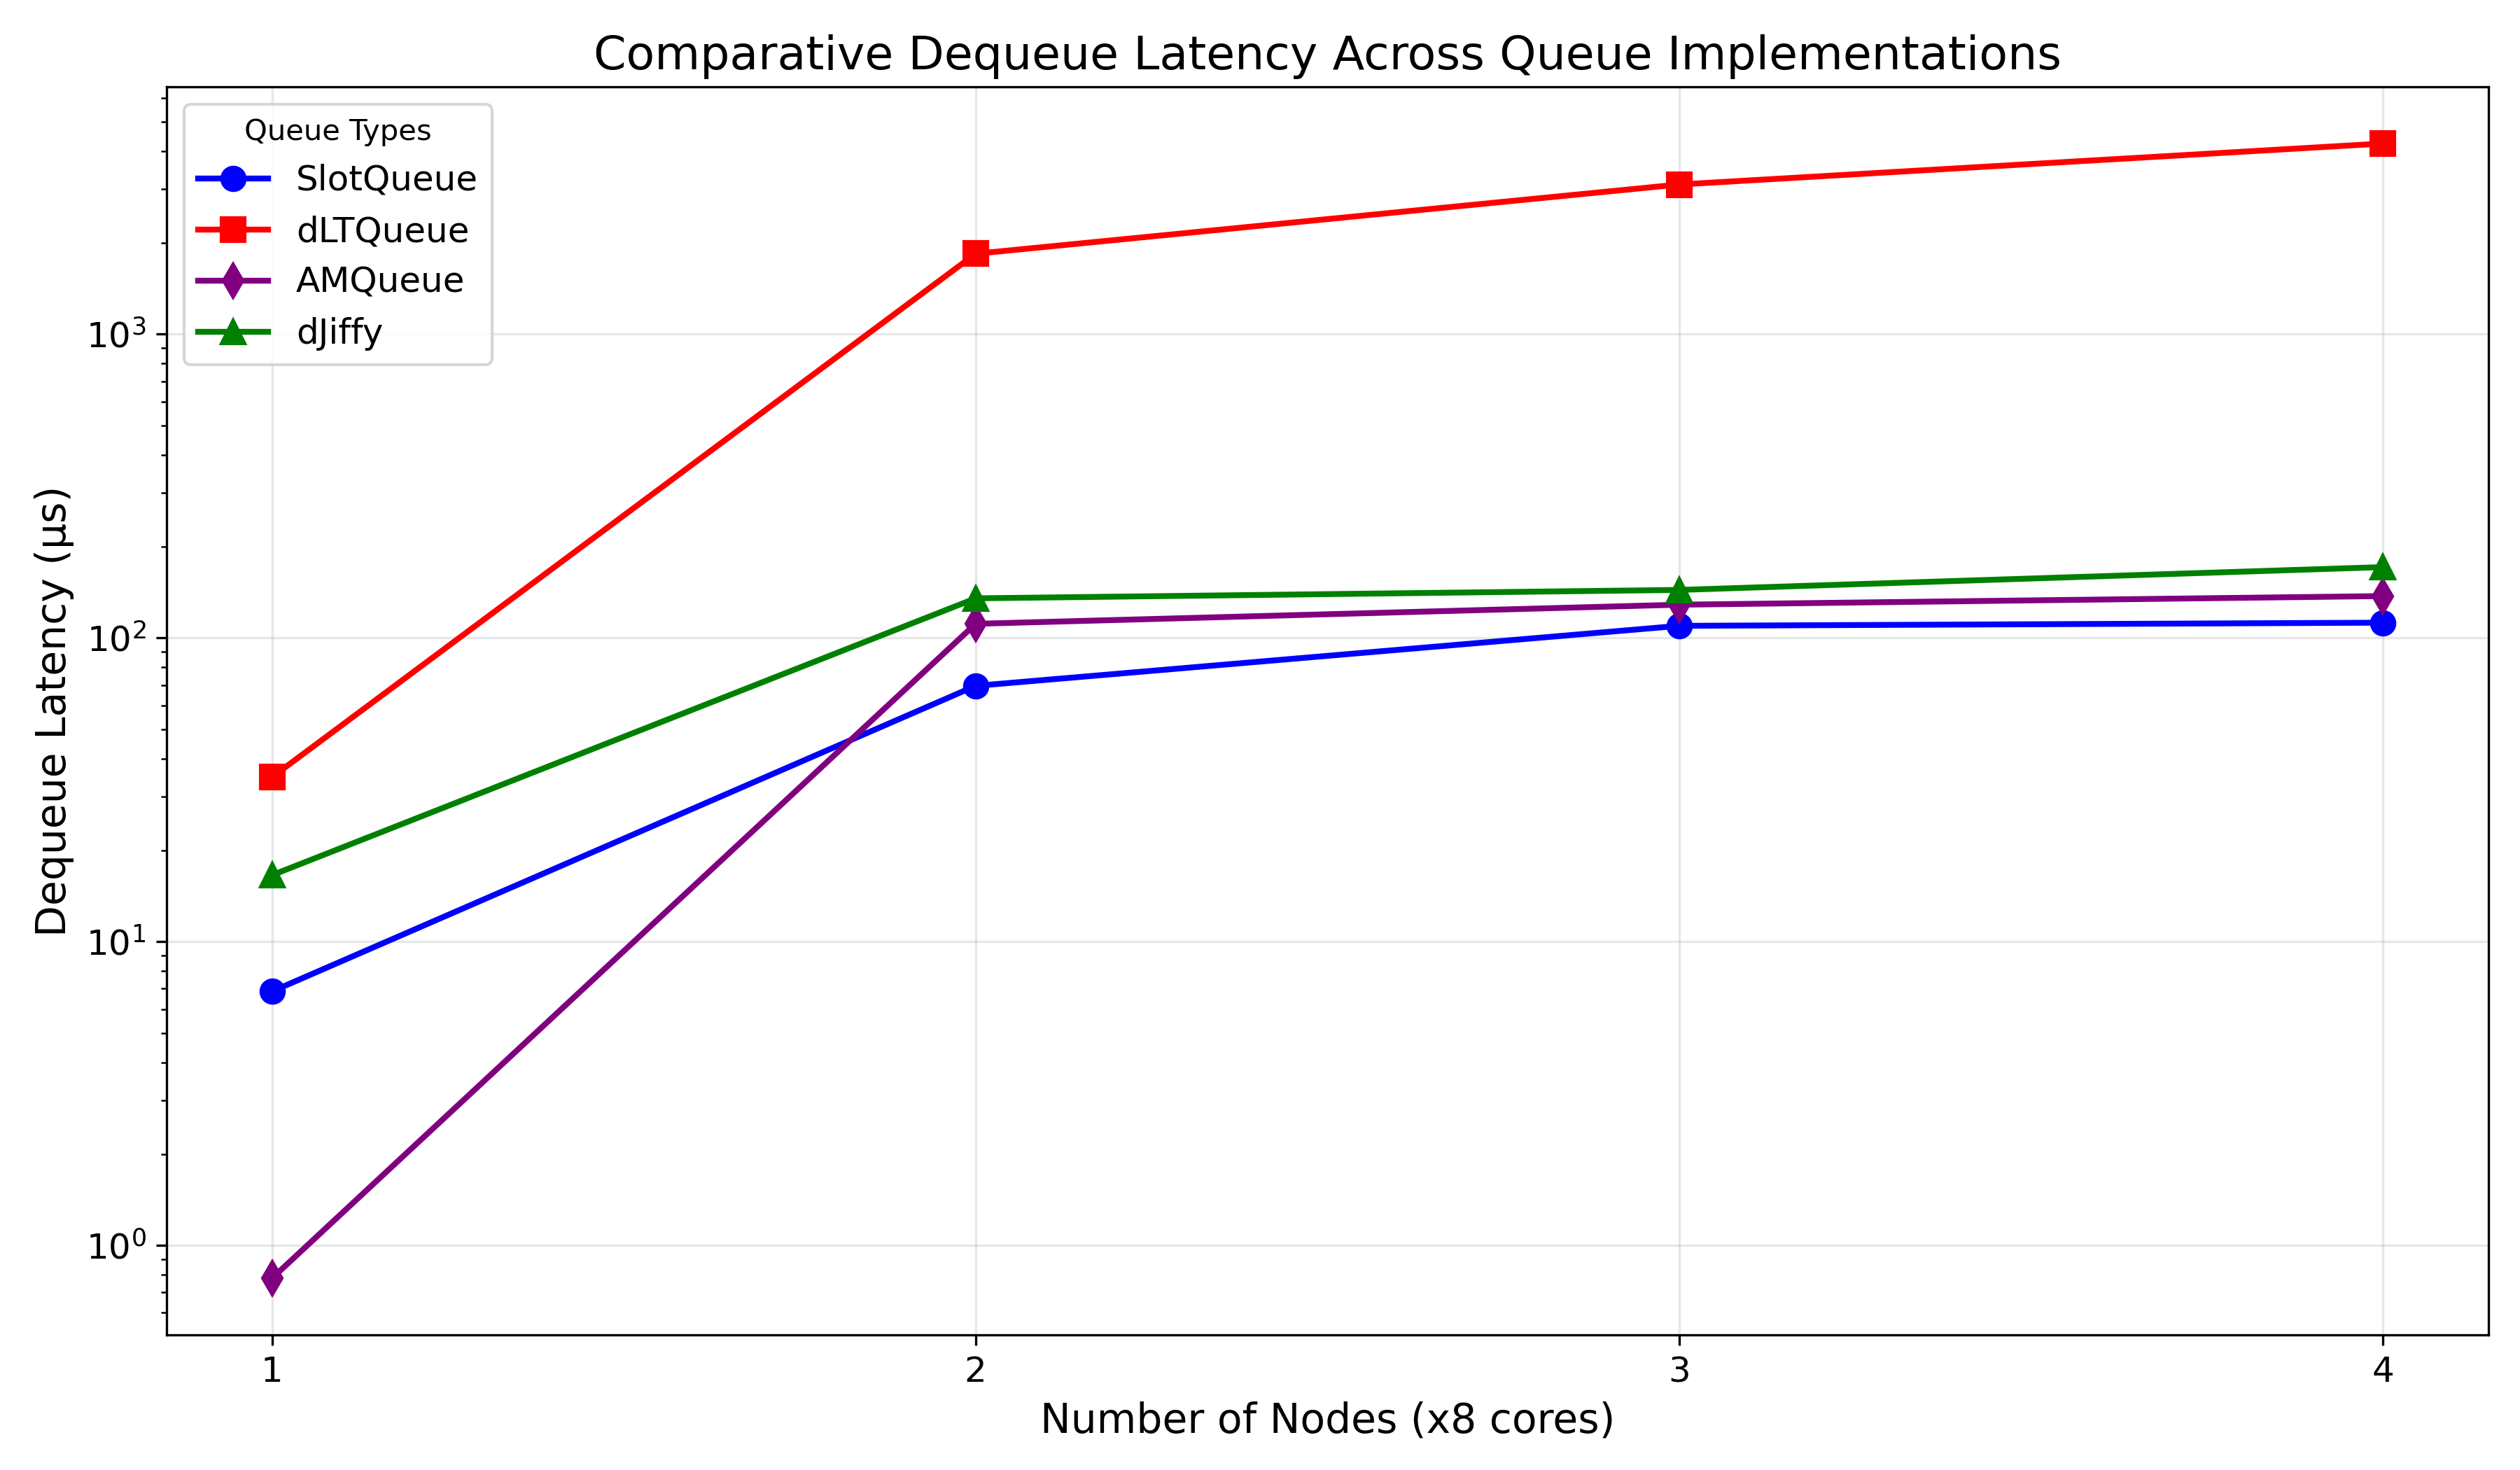 Comparative Dequeue Latency Across Queue Implementations
Queue Types
SlotQueue
dLTQueue
AMQueue
dJiffy
Dequeue Latency (µs)
10³
10²
10¹
10⁰
1
2
3
4
Number of Nodes (x8 cores)